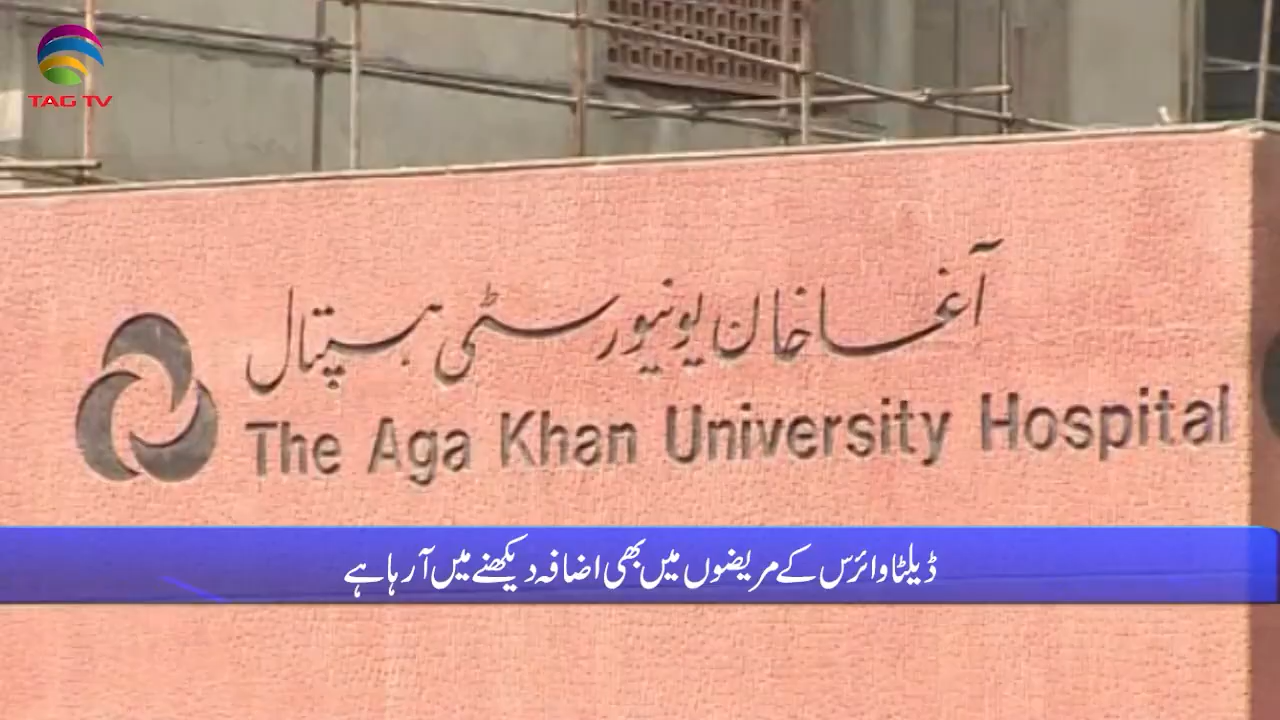 TAG TV
آغا خان یونیورسٹی ہسپتال
The Aga Khan University Hospital
ڈیلٹا وائرس کے مریضوں میں بھی اضافہ دیکھنے میں آ رہا ہے